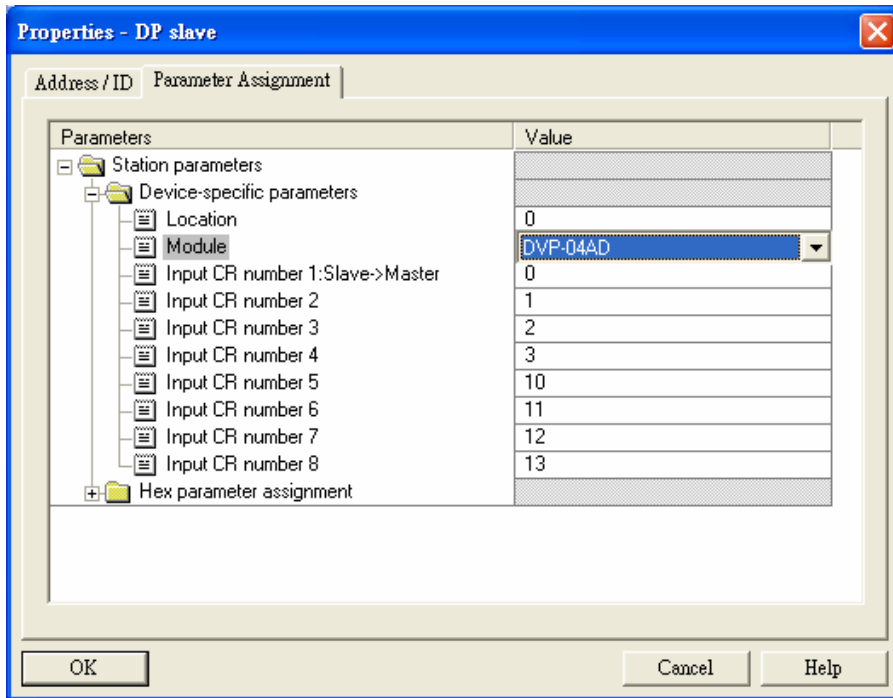 Properties - DP slave
Address / ID Parameter Assignment
Parameters Value
Station parameters
Device-specific parameters
Location 0
Module DVP-04AD
Input CR number 1:Slave->Master 0
Input CR number 2 1
Input CR number 3 2
Input CR number 4 3
Input CR number 5 10
Input CR number 6 11
Input CR number 7 12
Input CR number 8 13
Hex parameter assignment
OK Cancel Help